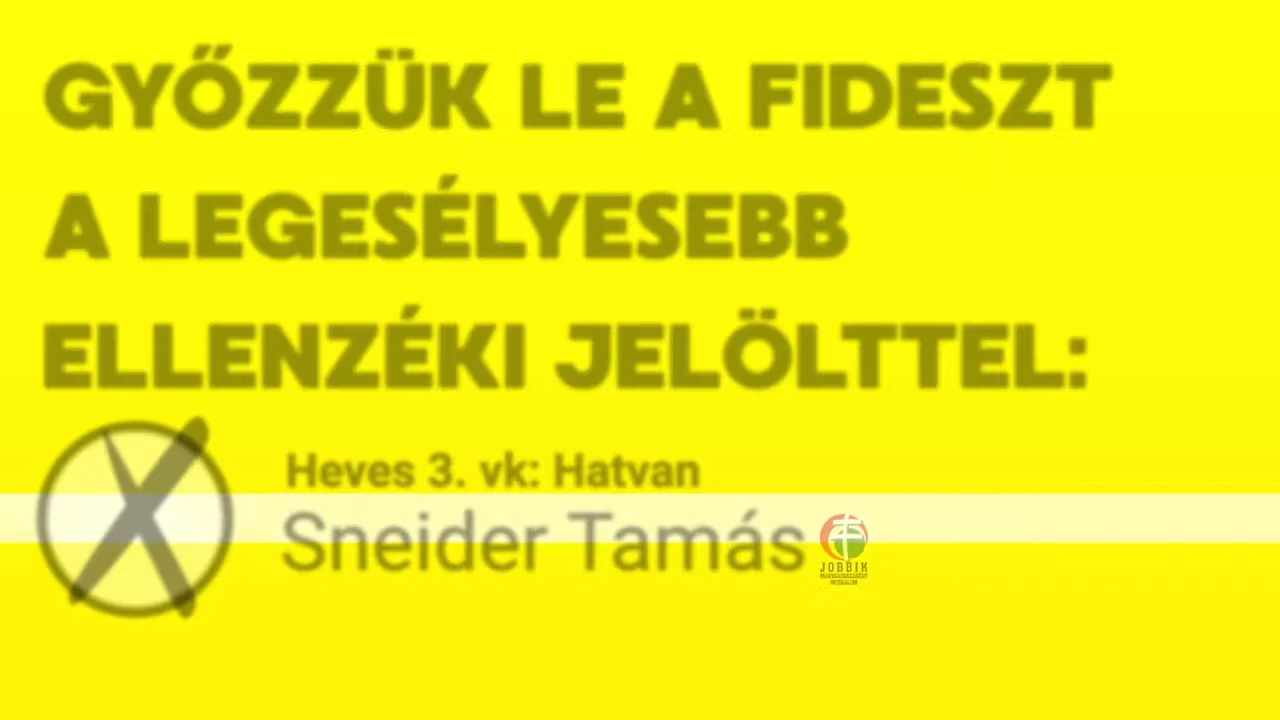 GYŐZZÜK LE A FIDESZT
A LEGESÉLYESEBB
ELLENZÉKI JELÖLTTEL:
Heves 3. vk: Hatvan
Sneider Tamás
JOBBIK